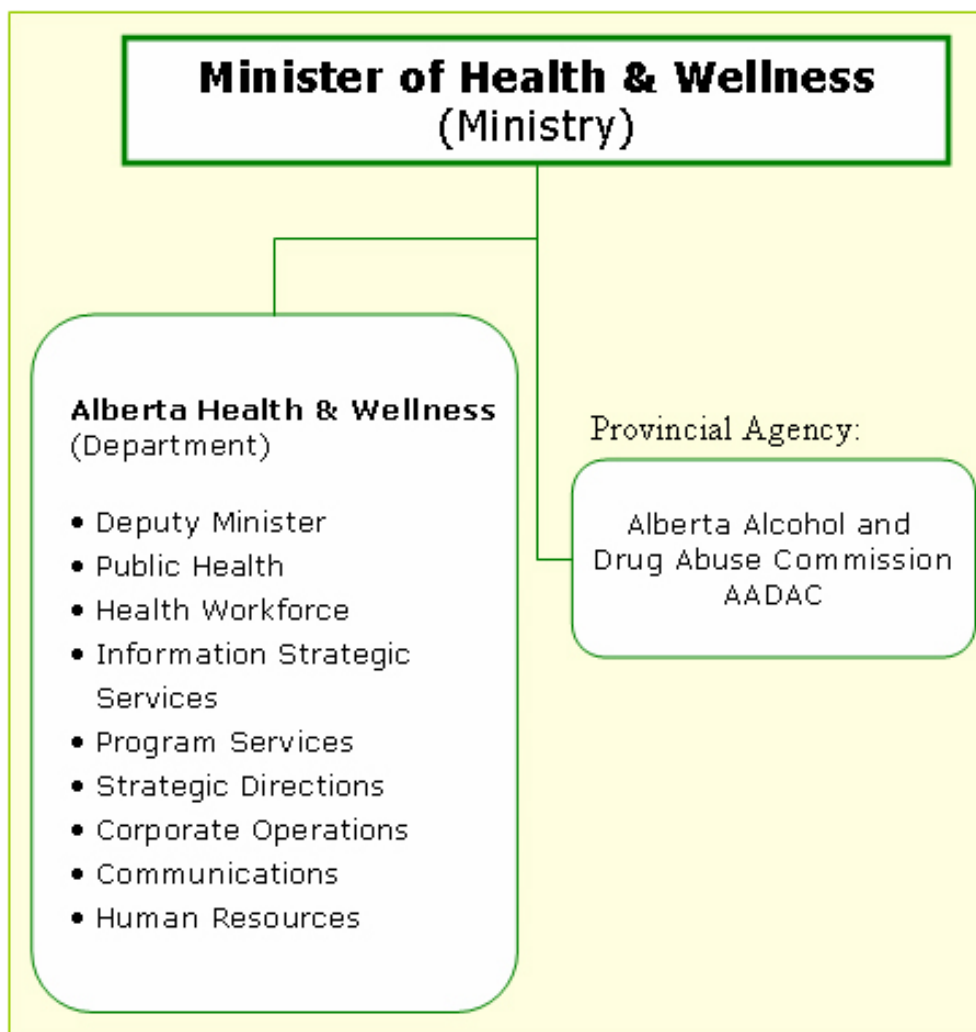 Minister of Health & Wellness
(Ministry)
Alberta Health & Wellness
(Department)
• Deputy Minister
• Public Health
• Health Workforce
• Information Strategic
Services
• Program Services
• Strategic Directions
• Corporate Operations
• Communications
• Human Resources
Provincial Agency:
Alberta Alcohol and
Drug Abuse Commission
AADAC